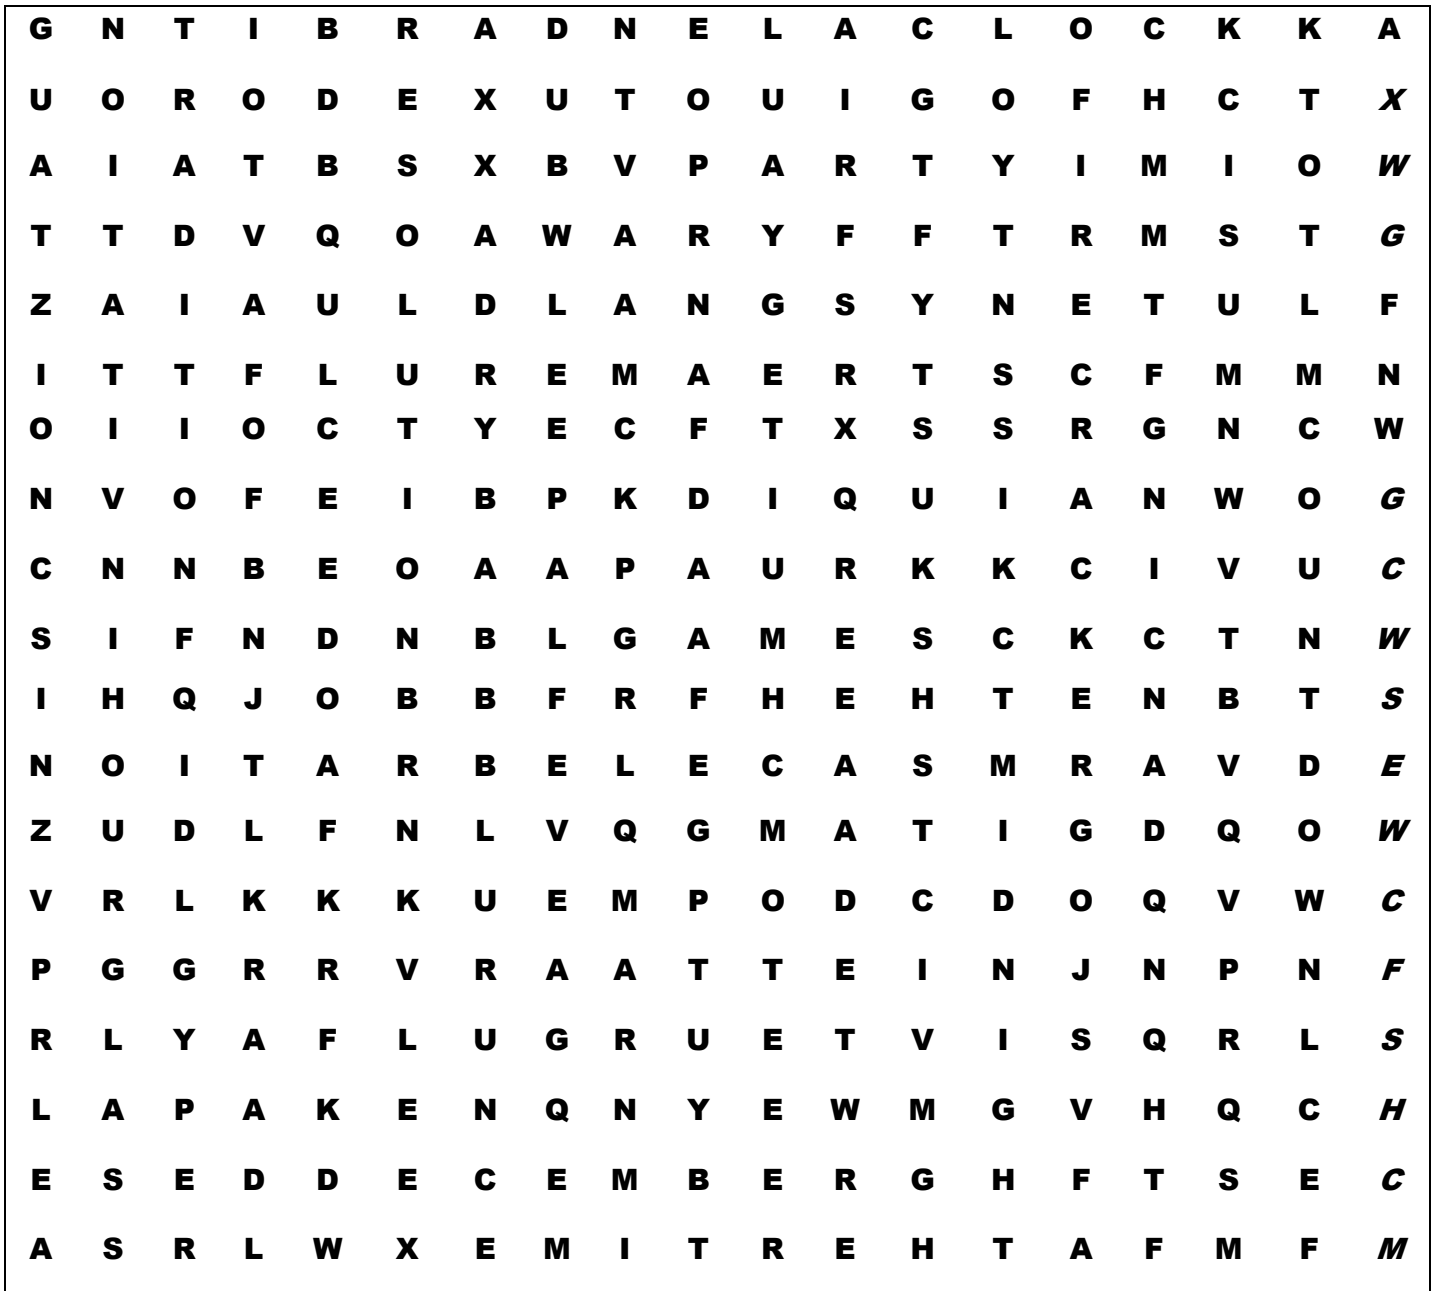 G N T I B R A D N E L A C L O C K K A
U O R O D E X U T O U I G O F H C T X
A I A T B S X B V P A R T Y I M I O W
T T D V Q O A W A R Y F F T R M S T G
Z A I A U L D L A N G S Y N E T U L F
I T T F L U R E M A E R T S C F M M N
O I I O C T Y E C F T X S S R G N C W
N V O F E I B P K D I Q U I A N W O G
C N N B E O A A P A U R K K C I V U C
S I F N D N B L G A M E S C K C T N W
I H Q J O B B F R F H E H T E N B T S
N O I T A R B E L E C A S M R A V D E
Z U D L F N L V Q G M A T I G D Q O W
V R L K K K U E M P O D C D O Q V W C
P G G R R V R A A T T E I N J N P N F
R L Y A F L U G R U E T V I S Q R L S
L A P A K E N Q N Y E W M G V H Q C H
E S E D D E C E M B E R G H F T S E C
A S R L W X E M I T R E H T A F M F M